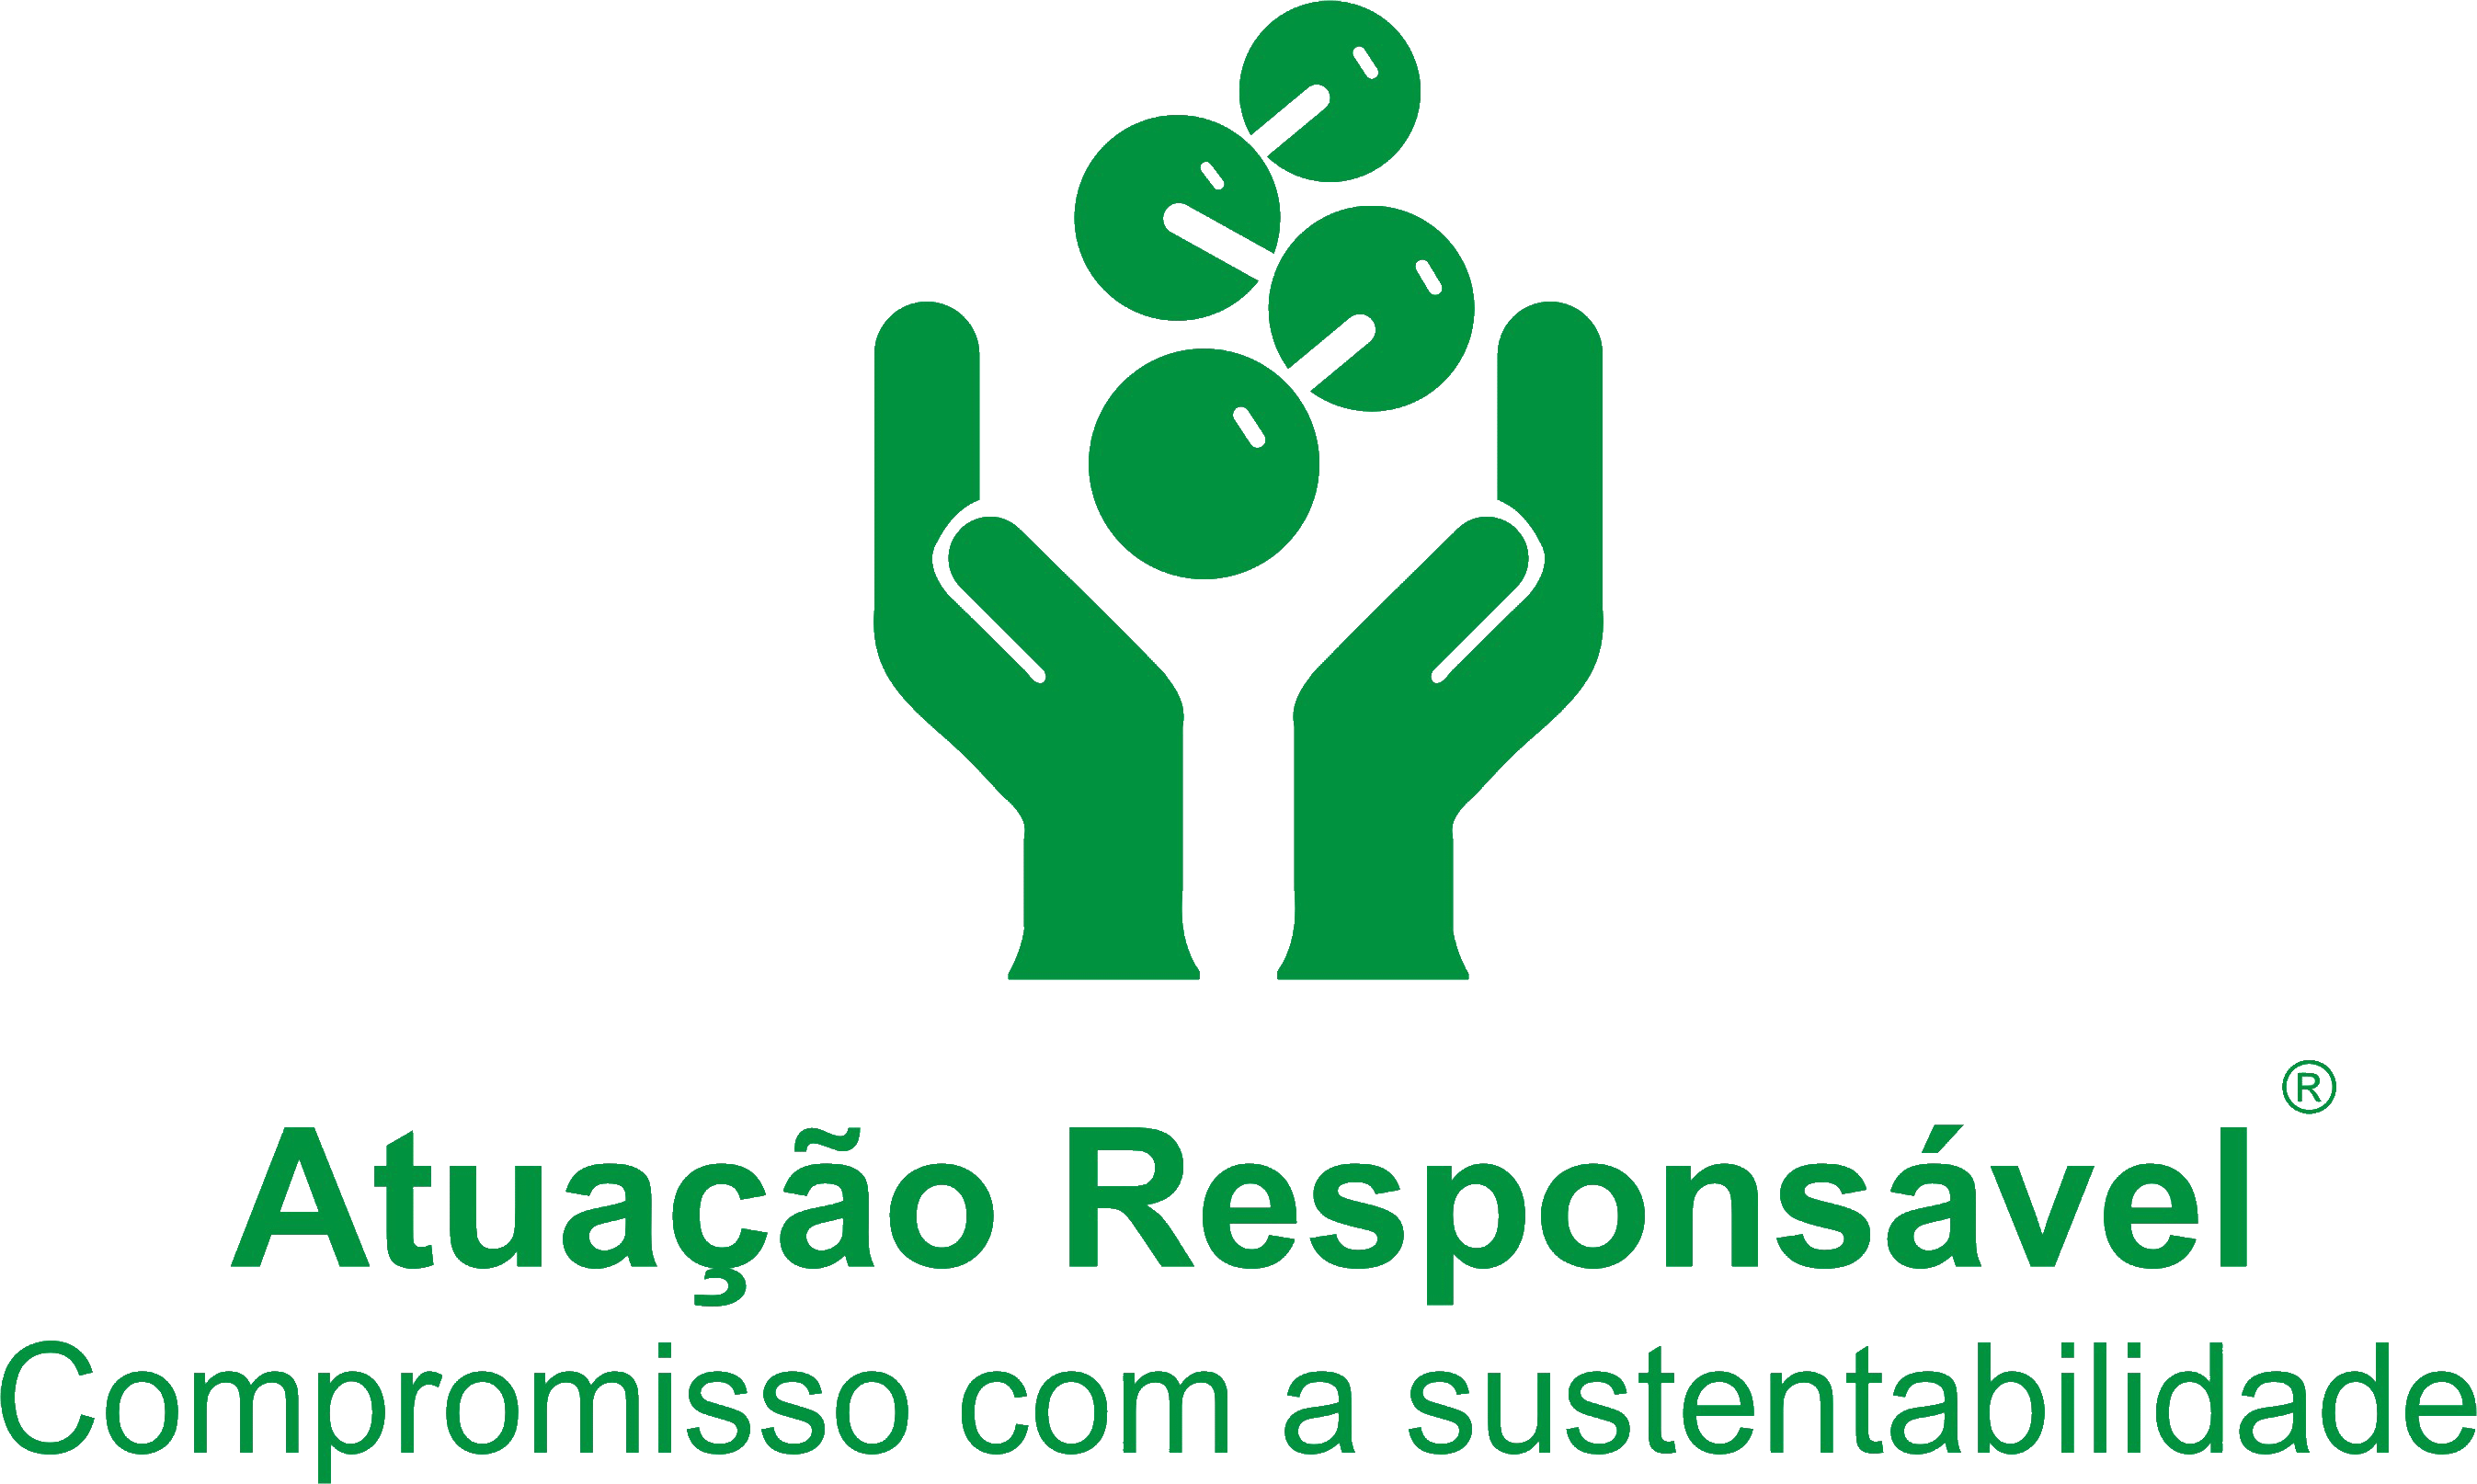 Atuação Responsável®
Compromisso com a sustentabilidade